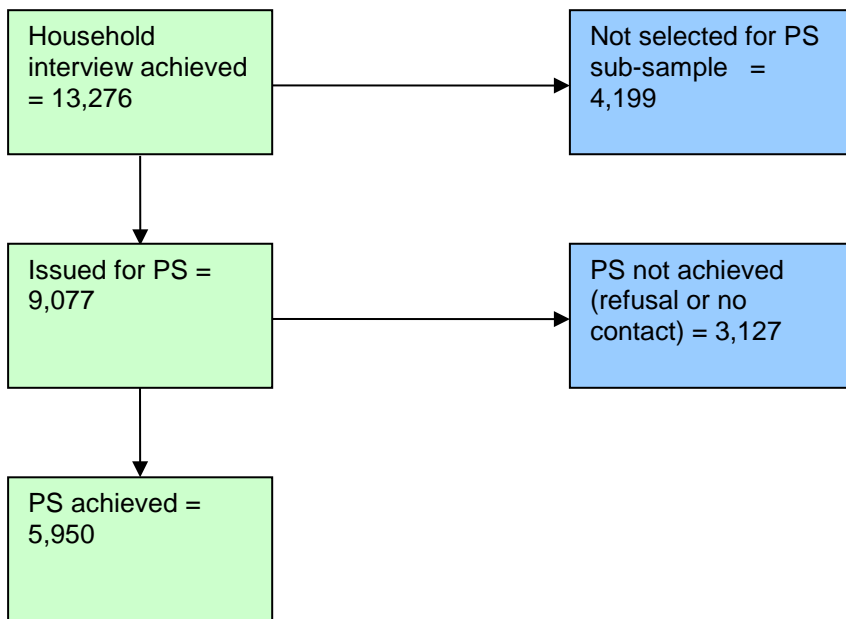 Household
interview achieved
= 13,276
Not selected for PS
sub-sample =
4,199
Issued for PS =
9,077
PS not achieved
(refusal or no
contact) = 3,127
PS achieved =
5,950